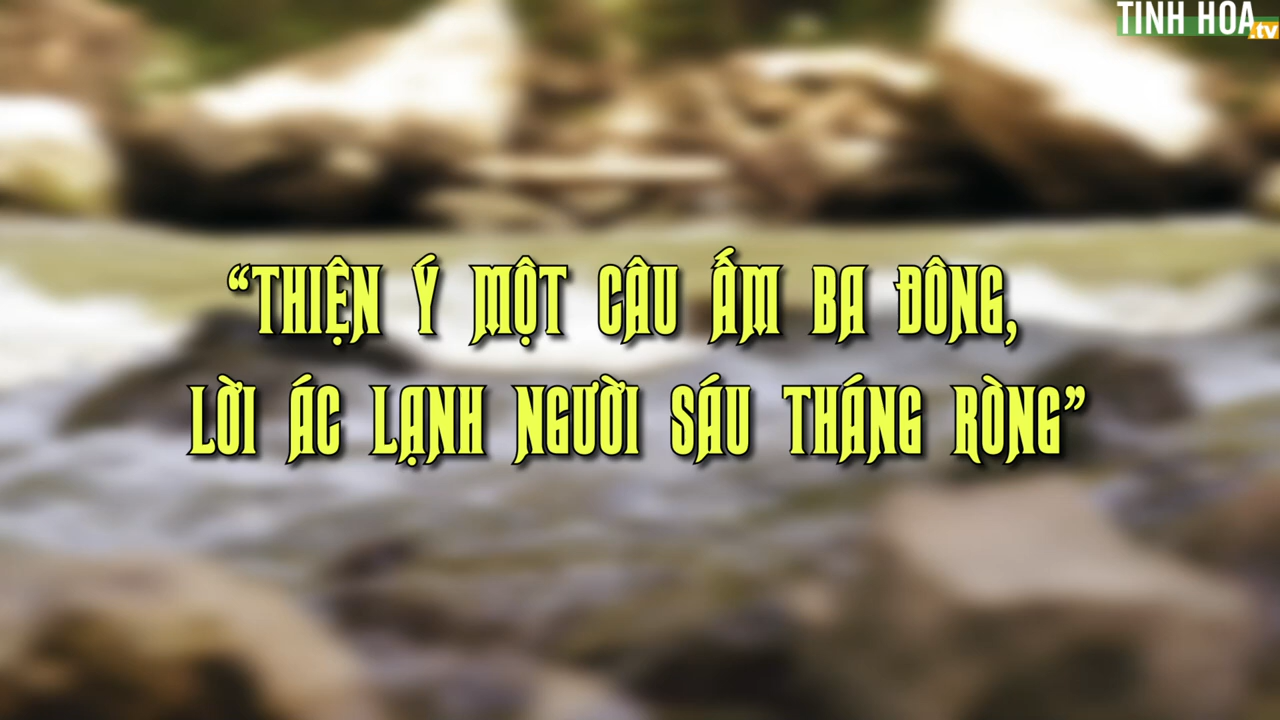 TINH HOA.tv
“THIỆN Ý MỘT CÂU ẤM BA ĐÔNG,
LỜI ÁC LẠNH NGƯỜI SÁU THÁNG RÒNG”